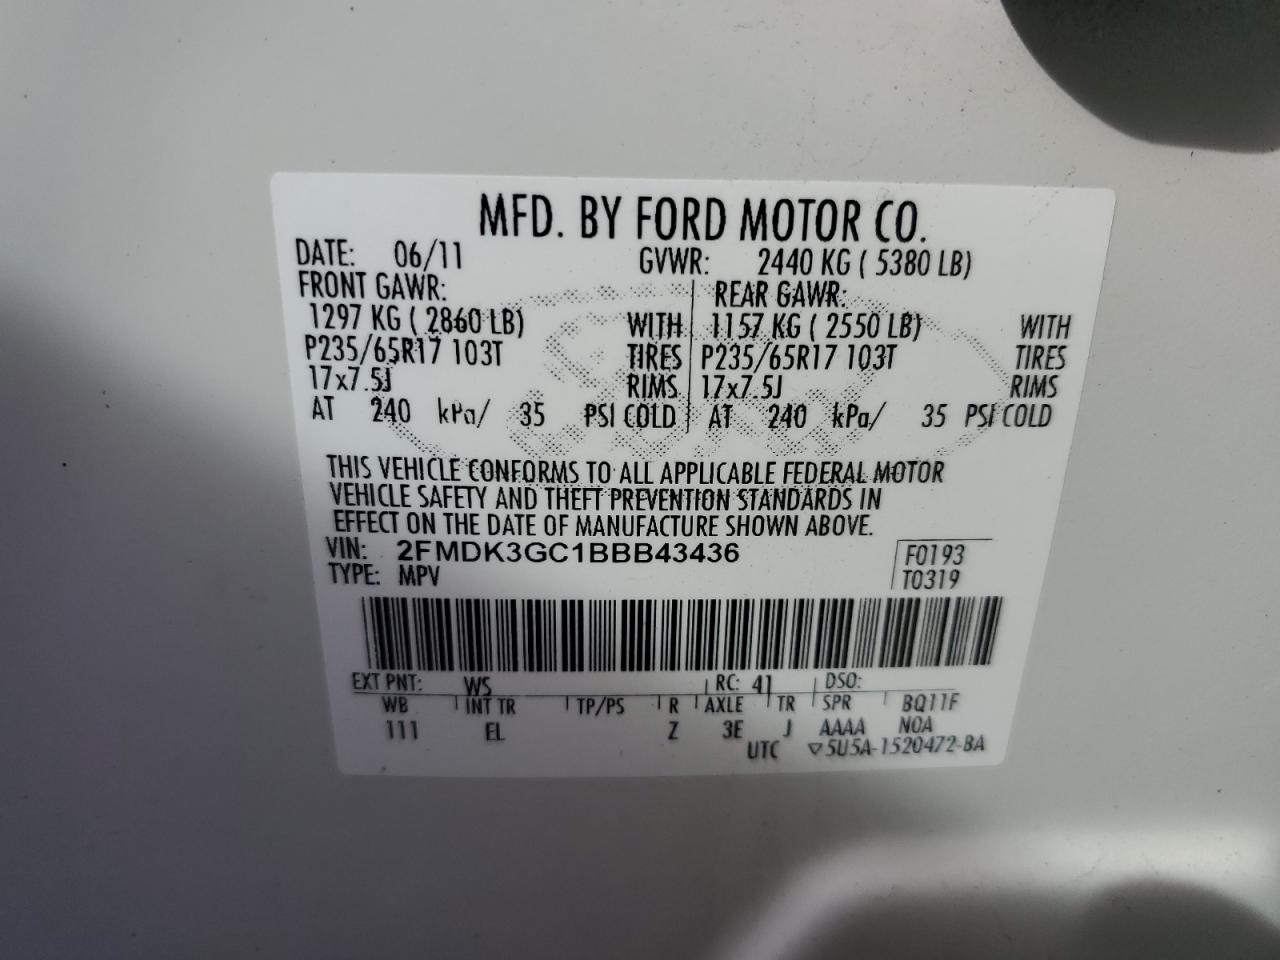 MFD. BY FORD MOTOR CO.
DATE: 06/11 GVWR: 2440 KG ( 5380 LB)
FRONT GAWR: REAR GAWR:
1297 KG ( 2860 LB) WITH 1157 KG ( 2550 LB) WITH
P235/65R17 103T TIRES P235/65R17 103T TIRES
17x7.5J RIMS 17x7.5J RIMS
AT 240 kPa/ 35 PSI COLD AT 240 kPa/ 35 PSI COLD
THIS VEHICLE CONFORMS TO ALL APPLICABLE FEDERAL MOTOR
VEHICLE SAFETY AND THEFT PREVENTION STANDARDS IN
EFFECT ON THE DATE OF MANUFACTURE SHOWN ABOVE.
VIN: 2FMDK3GC1BBB43436 F0193
TYPE: MPV T0319
EXT PNT: WS RC: 41 DSO:
WB INT TR TP/PS R AXLE TR SPR BQ11F
111 EL Z 3E J AAAA NOA
UTC ▽5U5A-1520472-BA